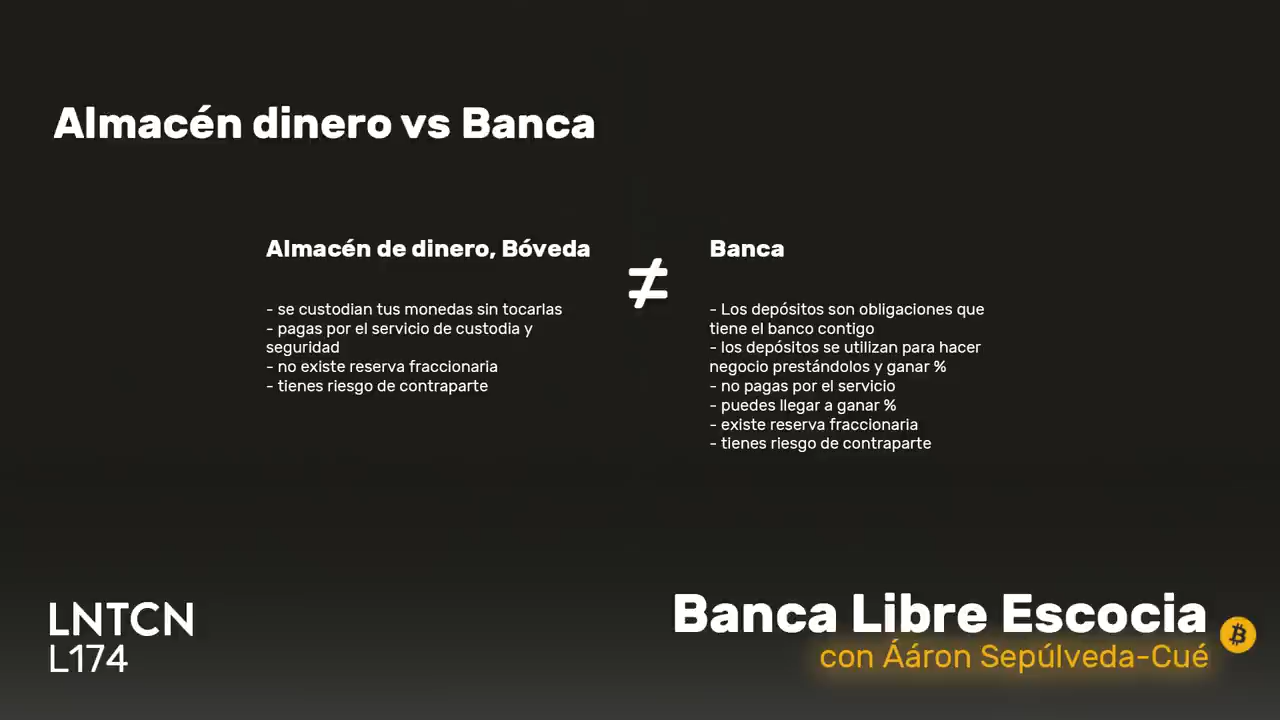 Almacén dinero vs Banca
Almacén de dinero, Bóveda
≠
Banca
- se custodian tus monedas sin tocarlas
- pagas por el servicio de custodia y
seguridad
- no existe reserva fraccionaria
- tienes riesgo de contraparte
- Los depósitos son obligaciones que
tiene el banco contigo
- los depósitos se utilizan para hacer
negocio prestándolos y ganar %
- no pagas por el servicio
- puedes llegar a ganar %
- existe reserva fraccionaria
- tienes riesgo de contraparte
LNTCN
L174
Banca Libre Escocia
con Ááron Sepúlveda-Cué